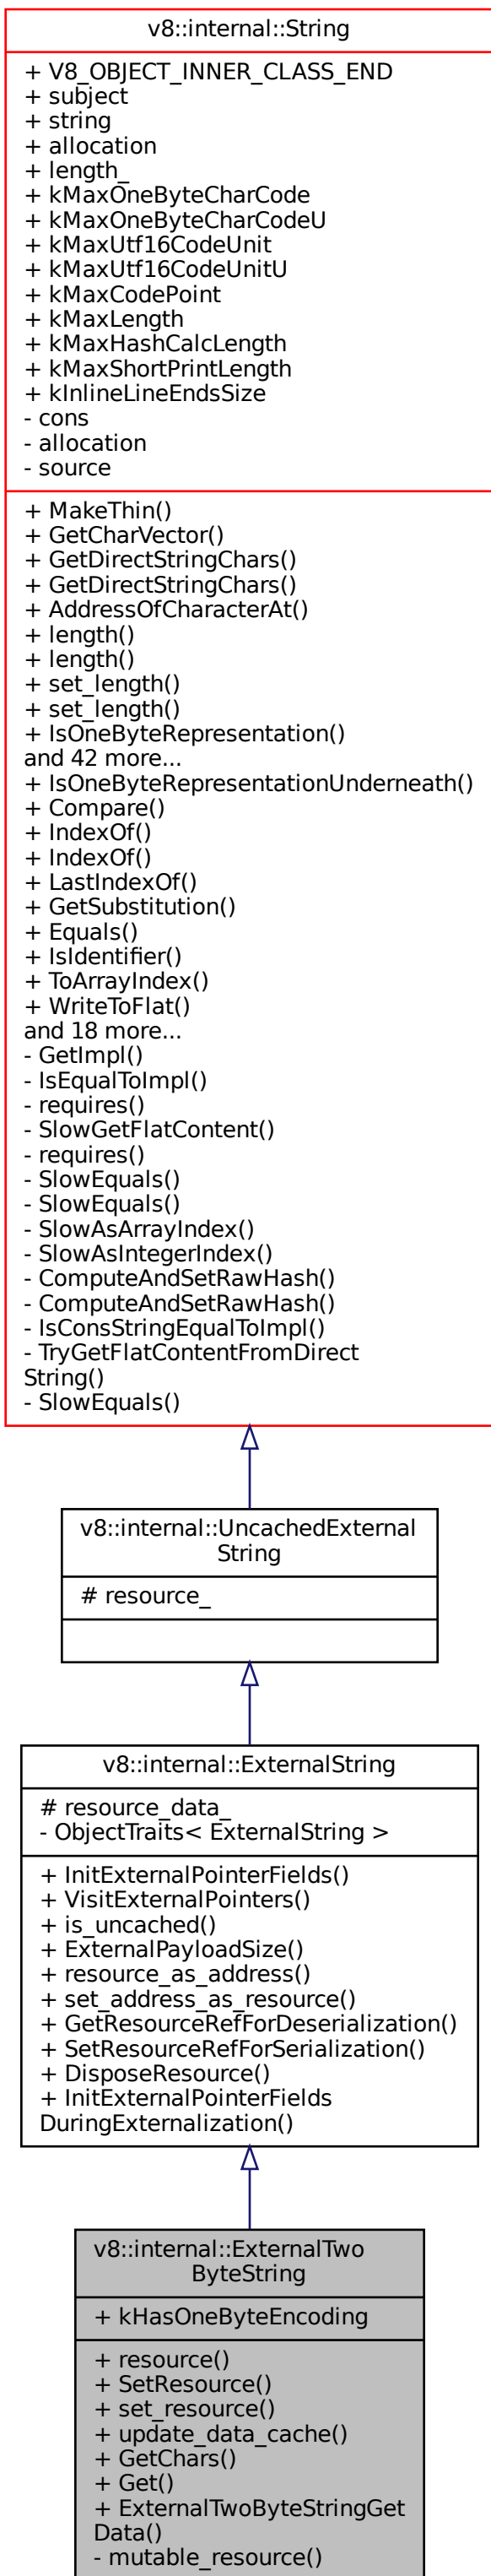 v8::internal::String
+ V8_OBJECT_INNER_CLASS_END
+ subject
+ string
+ allocation
+ length_
+ kMaxOneByteCharCode
+ kMaxOneByteCharCodeU
+ kMaxUtf16CodeUnit
+ kMaxUtf16CodeUnitU
+ kMaxCodePoint
+ kMaxLength
+ kMaxHashCalcLength
+ kMaxShortPrintLength
+ kInlineLineEndsSize
- cons
- allocation
- source
+ MakeThin()
+ GetCharVector()
+ GetDirectStringChars()
+ GetDirectStringChars()
+ AddressOfCharacterAt()
+ length()
+ length()
+ set_length()
+ set_length()
+ IsOneByteRepresentation()
and 42 more...
+ IsOneByteRepresentationUnderneath()
+ Compare()
+ IndexOf()
+ IndexOf()
+ LastIndexOf()
+ GetSubstitution()
+ Equals()
+ IsIdentifier()
+ ToArrayIndex()
+ WriteToFlat()
and 18 more...
- GetImpl()
- IsEqualToImpl()
- requires()
- SlowGetFlatContent()
- requires()
- SlowEquals()
- SlowEquals()
- SlowAsArrayIndex()
- SlowAsIntegerIndex()
- ComputeAndSetRawHash()
- ComputeAndSetRawHash()
- IsConsStringEqualToImpl()
- TryGetFlatContentFromDirect
String()
- SlowEquals()
v8::internal::UncachedExternal
String
# resource_
v8::internal::ExternalString
# resource_data_
- ObjectTraits< ExternalString >
+ InitExternalPointerFields()
+ VisitExternalPointers()
+ is_uncached()
+ ExternalPayloadSize()
+ resource_as_address()
+ set_address_as_resource()
+ GetResourceRefForDeserialization()
+ SetResourceRefForSerialization()
+ DisposeResource()
+ InitExternalPointerFields
DuringExternalization()
v8::internal::ExternalTwo
ByteString
+ kHasOneByteEncoding
+ resource()
+ SetResource()
+ set_resource()
+ update_data_cache()
+ GetChars()
+ Get()
+ ExternalTwoByteStringGet
Data()
- mutable_resource()